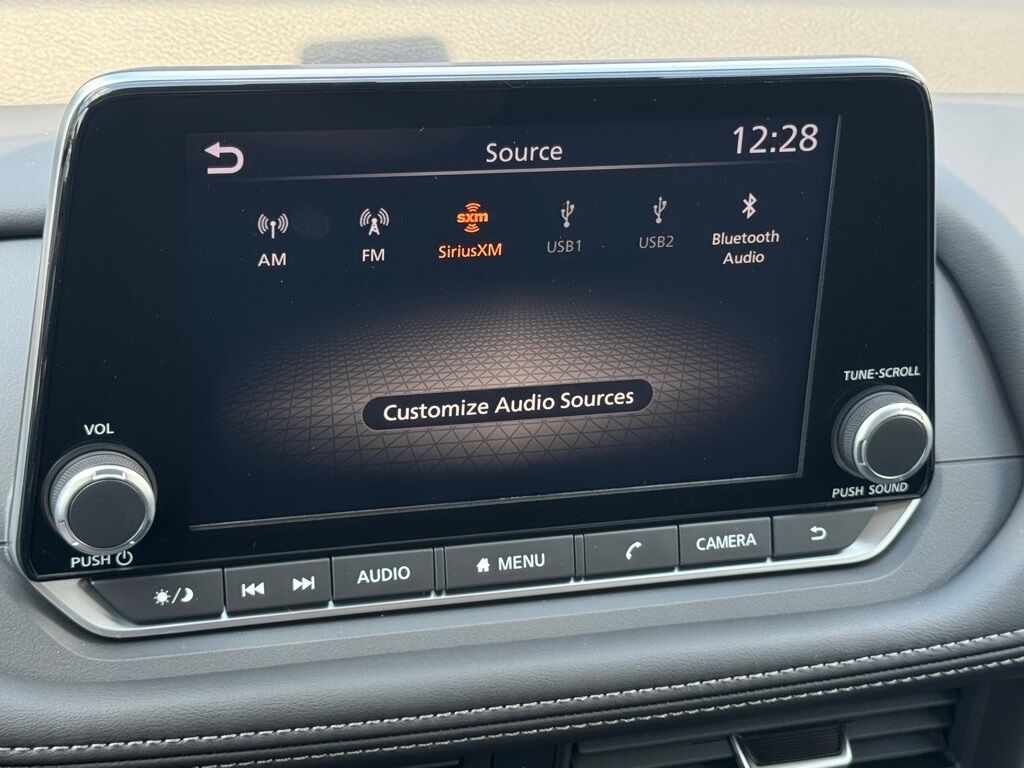 Source
12:28
AM
FM
sxm
SiriusXM
USB1
USB2
Bluetooth
Audio
Customize Audio Sources
VOL
PUSH
TUNE·SCROLL
PUSH SOUND
AUDIO
MENU
CAMERA